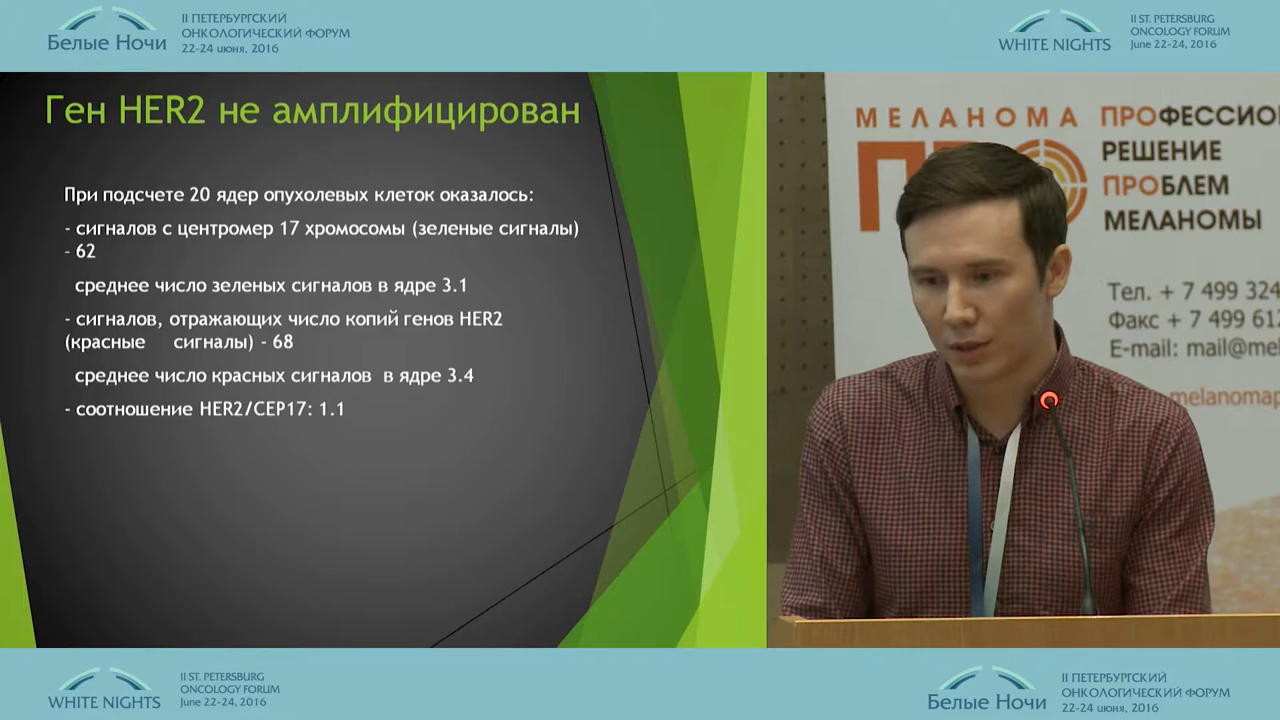 Белые Ночи
II ПЕТЕРБУРГСКИЙ
ОНКОЛОГИЧЕСКИЙ ФОРУМ
22-24 июня, 2016
WHITE NIGHTS
II ST. PETERSBURG
ONCOLOGY FORUM
June 22-24, 2016
Ген HER2 не амплифицирован
При подсчете 20 ядер опухолевых клеток оказалось:
- сигналов с центромер 17 хромосомы (зеленые сигналы)
- 62
среднее число зеленых сигналов в ядре 3.1
- сигналов, отражающих число копий генов HER2
(красные сигналы) - 68
среднее число красных сигналов в ядре 3.4
- соотношение HER2/CEP17: 1.1
МЕЛАНОМА
ПРОФЕССИОН
РЕШЕНИЕ
ПРОБЛЕМ
МЕЛАНОМЫ
Тел. + 7 499 324
Факс + 7 499 612
E-mail: mail@mel
melanomap
WHITE NIGHTS
II ST. PETERSBURG
ONCOLOGY FORUM
June 22-24, 2016
Белые Ночи
II ПЕТЕРБУРГСКИЙ
ОНКОЛОГИЧЕСКИЙ ФОРУМ
22-24 июня, 2016